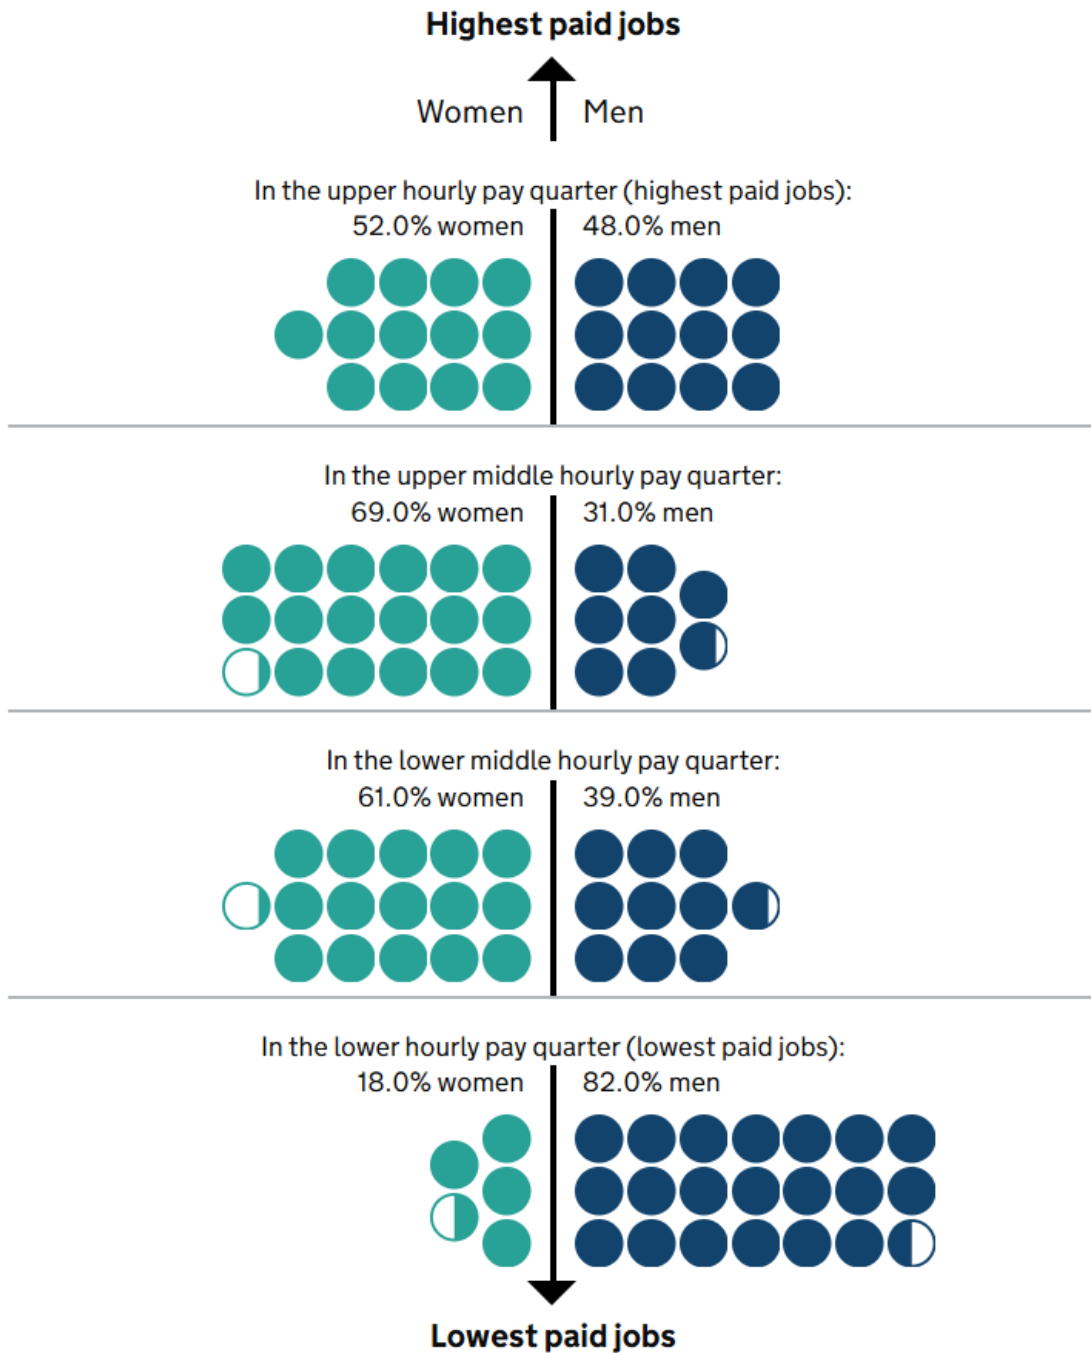 Highest paid jobs
Women Men
In the upper hourly pay quarter (highest paid jobs):
52.0% women 48.0% men
In the upper middle hourly pay quarter:
69.0% women 31.0% men
In the lower middle hourly pay quarter:
61.0% women 39.0% men
In the lower hourly pay quarter (lowest paid jobs):
18.0% women 82.0% men
Lowest paid jobs